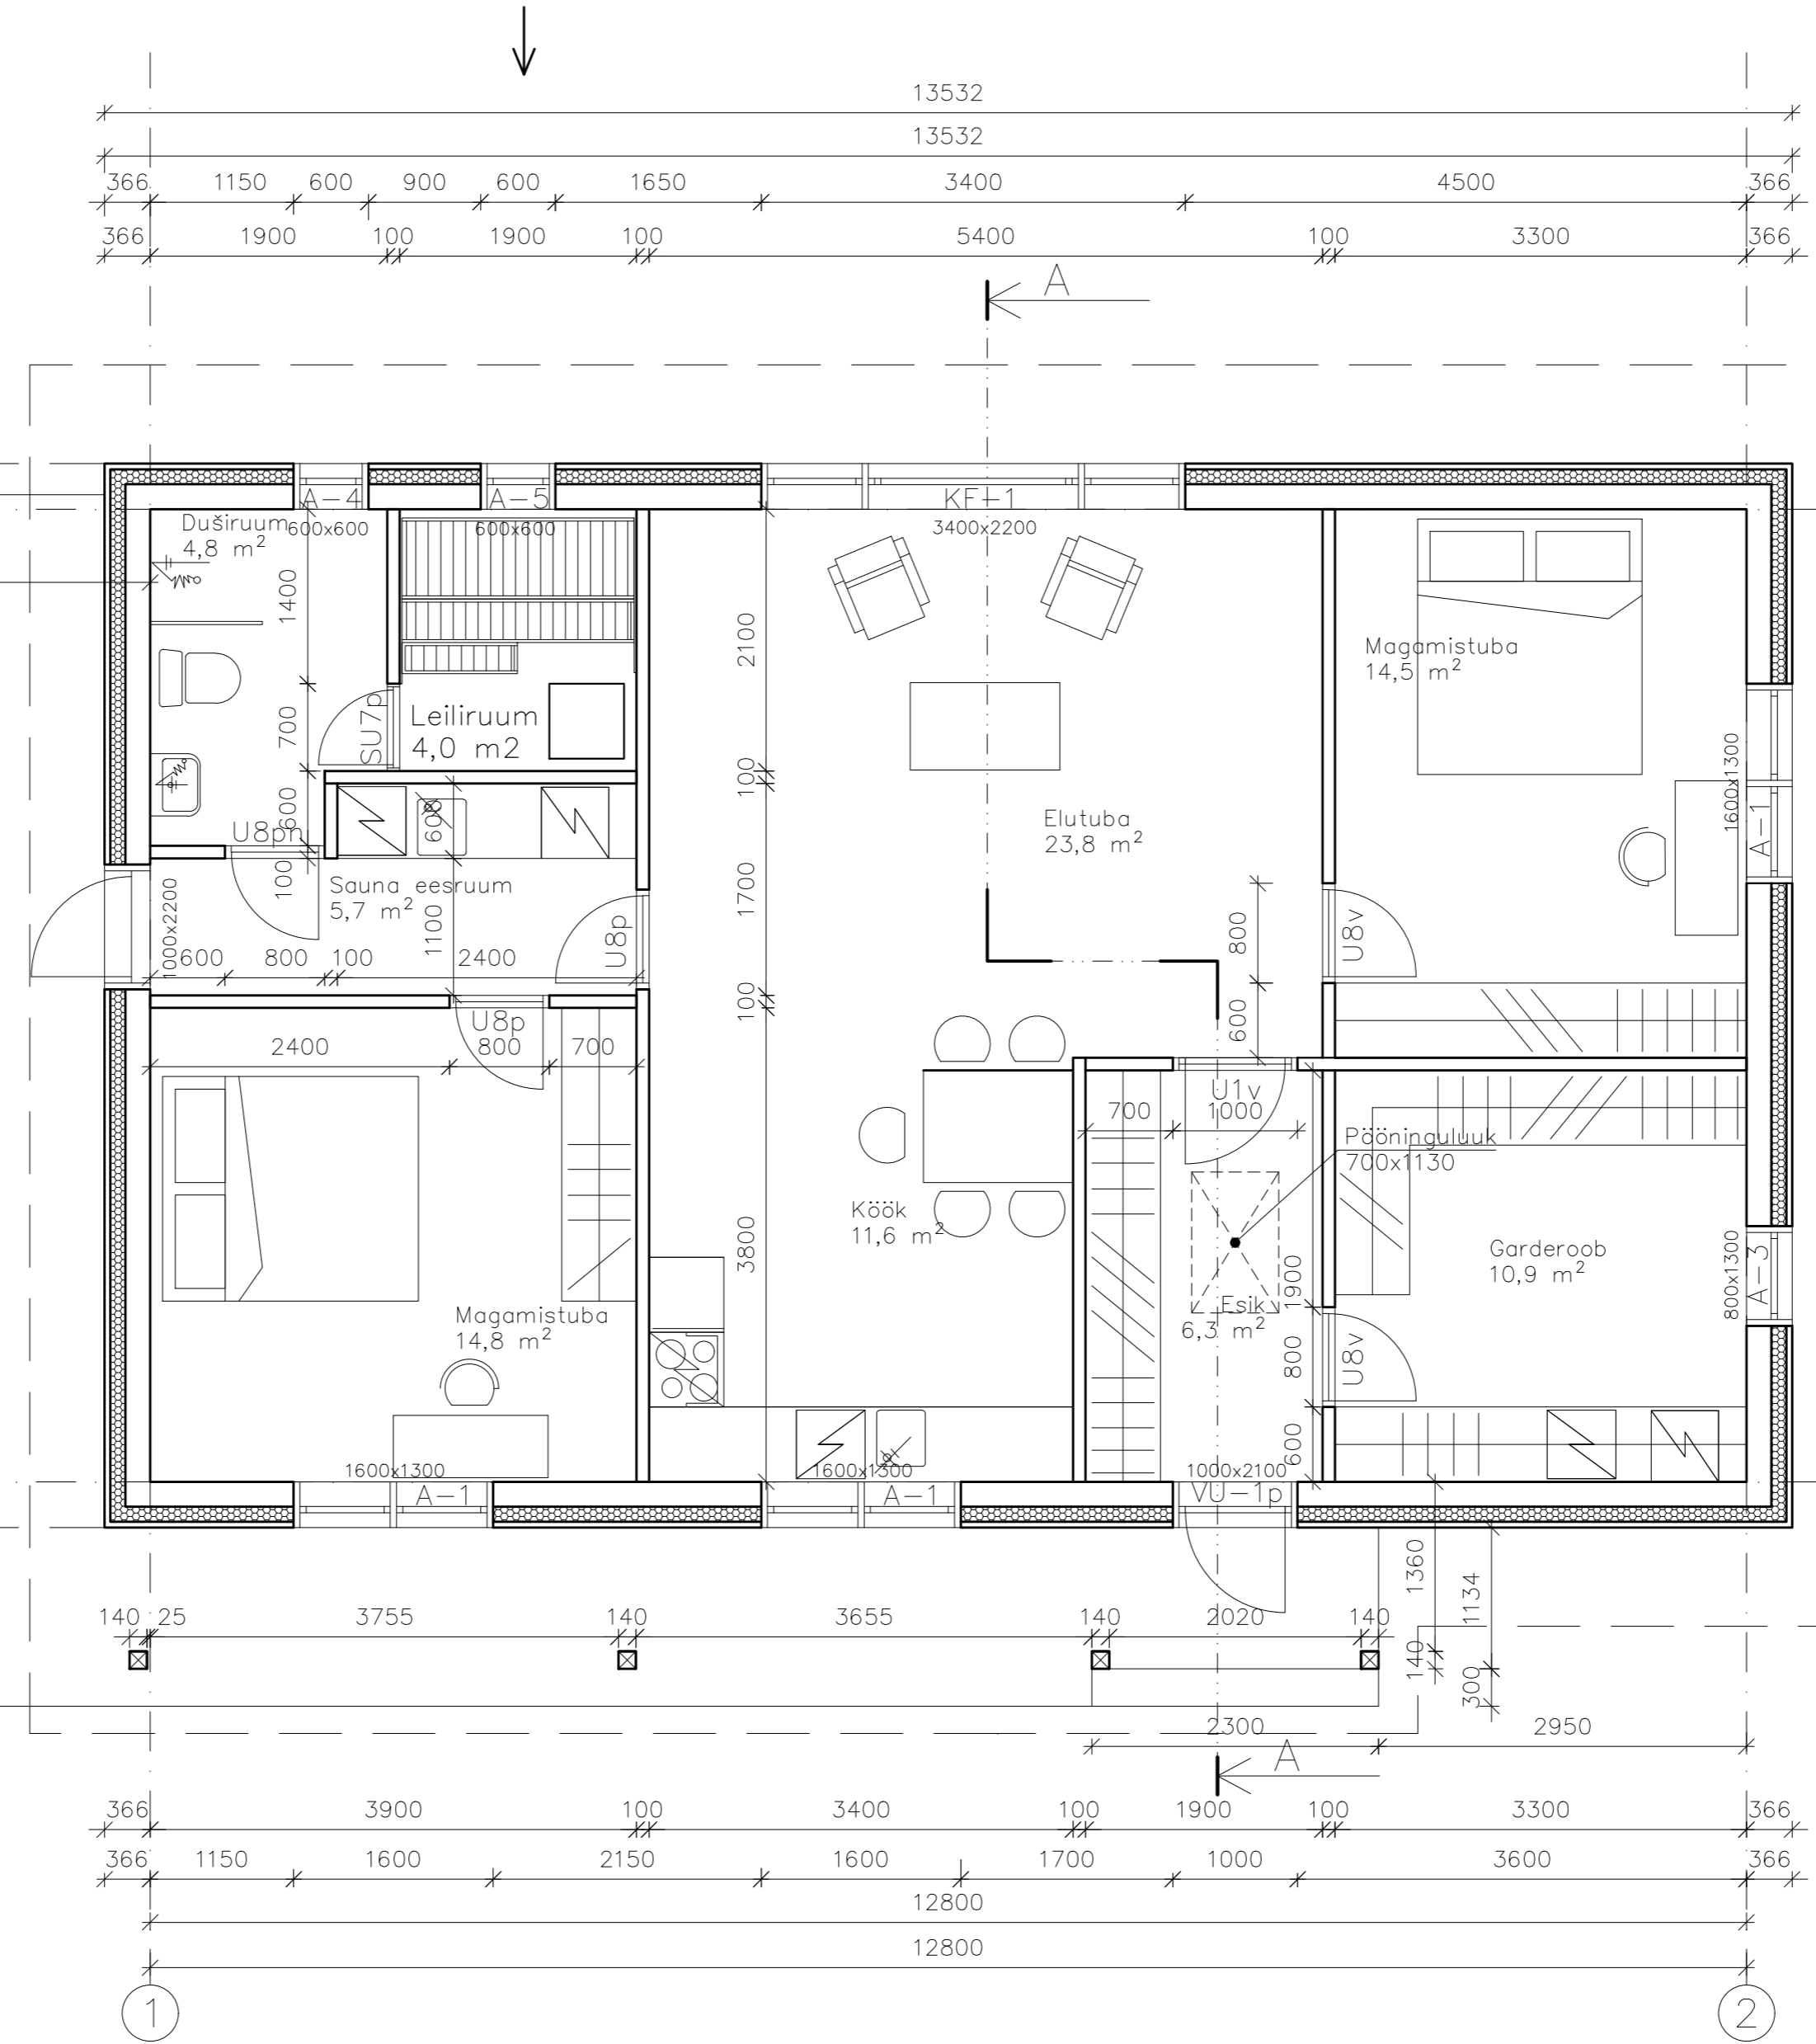 13532
13532
366 1150 600 900 600 1650 3400 4500 366
366 1900 100 1900 100 5400 100 3300 366
A
A-4
600x600
A-5
600x600
KF-1
3400x2200
Duširuum
4,8 m²
1400
700
600
100
SU7p
Leiliruum
4,0 m2
2100
100
1700
100
3800
Magamistuba
14,5 m²
1600x1300
A-1
Elutuba
23,8 m²
U8pn
600
1100
Sauna eesruum
5,7 m²
1000x2200
600 800 100 2400
U8p
800
600
U8v
U8p
2400 800 700
U1v
700 1000
Pööninguluuk
700x1130
Köök
11,6 m²
Esik
6,3 m²
1900
800
600
U8v
Garderoob
10,9 m²
800x1300
A-3
Magamistuba
14,8 m²
1600x1300
A-1
1600x1300
A-1
1000x2100
VU-1p
1360
140
1134
300
140 25 3755 140 3655 140 2020 140
2300 2950
A
366 3900 100 3400 100 1900 100 3300 366
366 1150 1600 2150 1600 1700 1000 3600 366
12800
12800
1 2